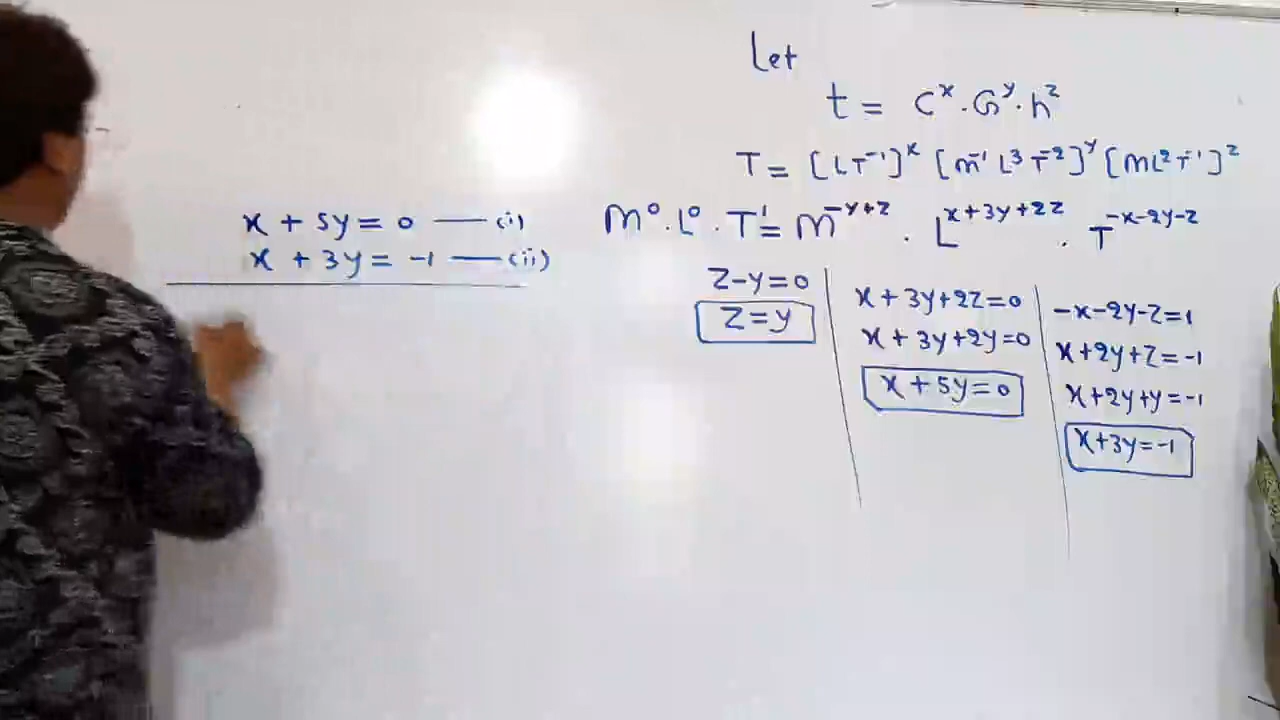 Let
t = C^x . G^y . h^z
T = [LT⁻¹]^x [M⁻¹ L³ T⁻²]^y [ML² T⁻¹]^z
M⁰ . L⁰ . T¹ = M^(-y+z) . L^(x+3y+2z) . T^(-x-2y-z)
x + 5y = 0 —— (i)
x + 3y = -1 —— (ii)
z-y=0
z=y
x + 3y+2z=0
x + 3y+2y=0
x + 5y=0
-x-2y-z=1
x+2y+z=-1
x+2y+y=-1
x+3y=-1